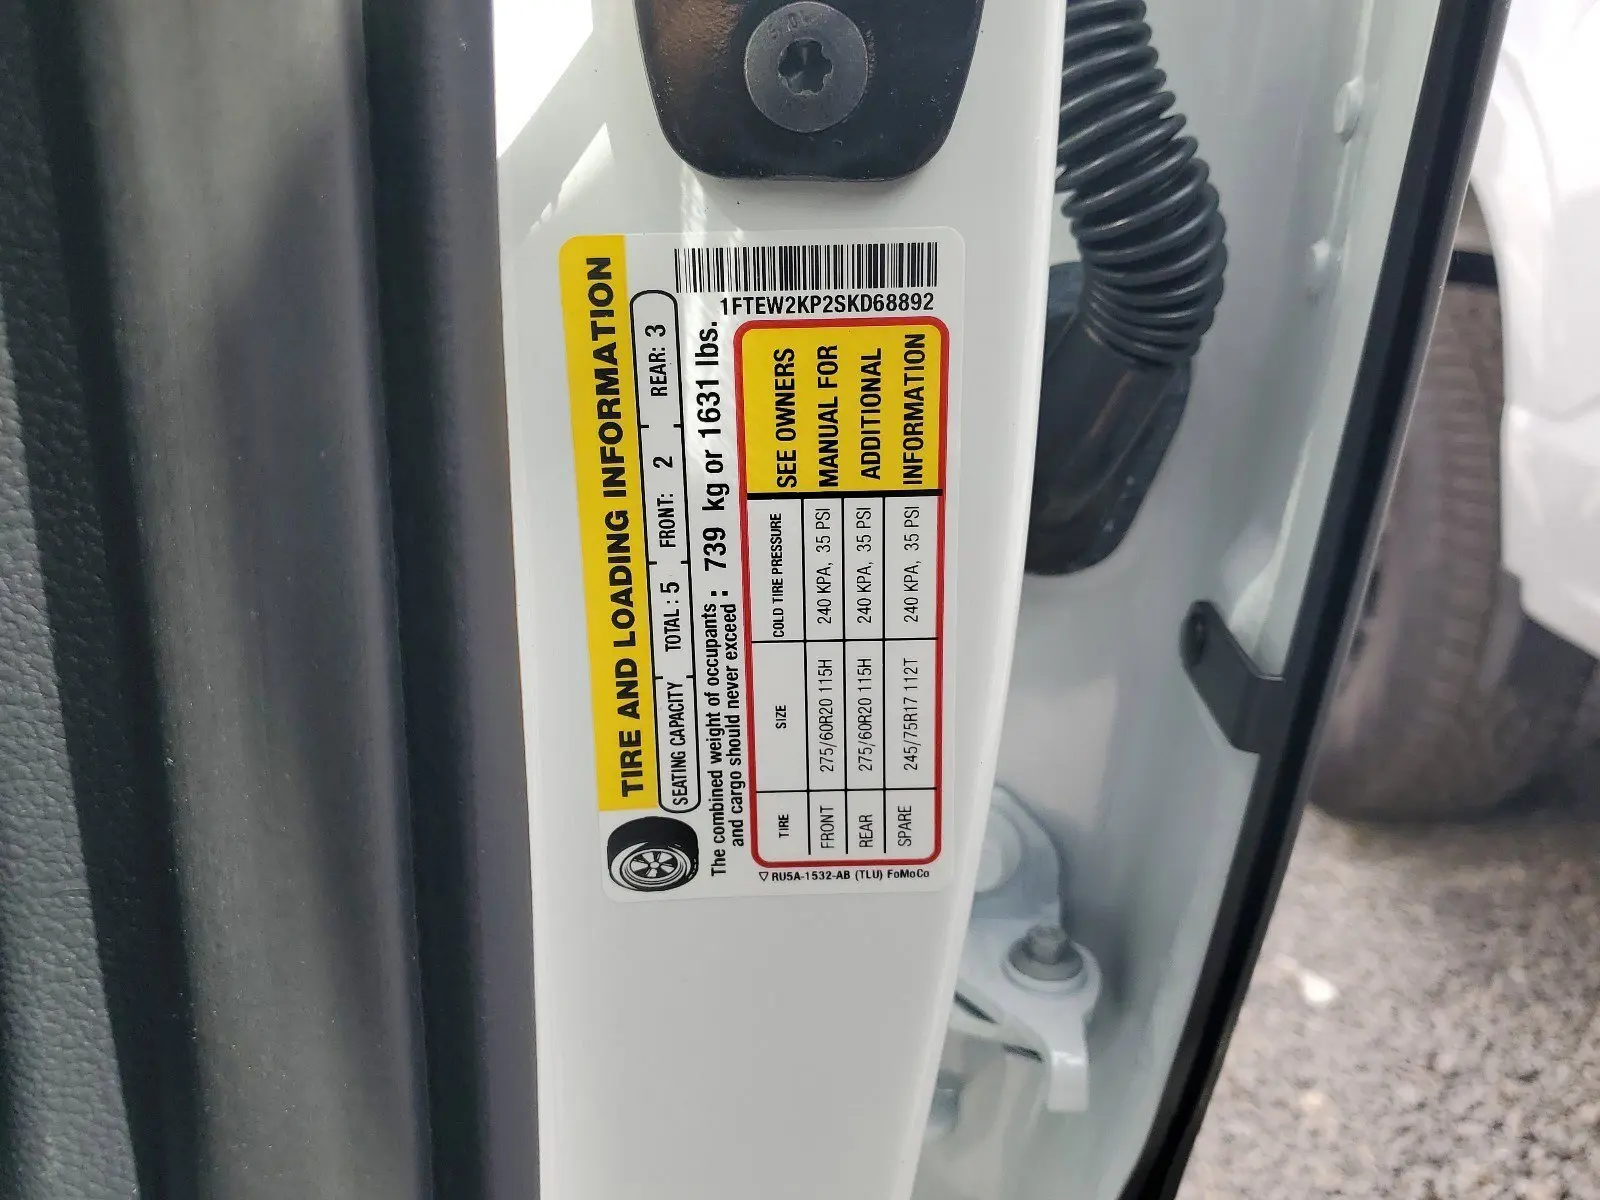 1FTEW2KP2SKD68892
TIRE AND LOADING INFORMATION
SEATING CAPACITY TOTAL : 5 FRONT: 2 REAR: 3
The combined weight of occupants
and cargo should never exceed : 739 kg or 1631 lbs.
TIRE SIZE COLD TIRE PRESSURE
FRONT 275/60R20 115H 240 KPA, 35 PSI
REAR 275/60R20 115H 240 KPA, 35 PSI
SPARE 245/75R17 112T 240 KPA, 35 PSI
SEE OWNERS
MANUAL FOR
ADDITIONAL
INFORMATION
▽ RU5A-1532-AB (TLU) FoMoCo